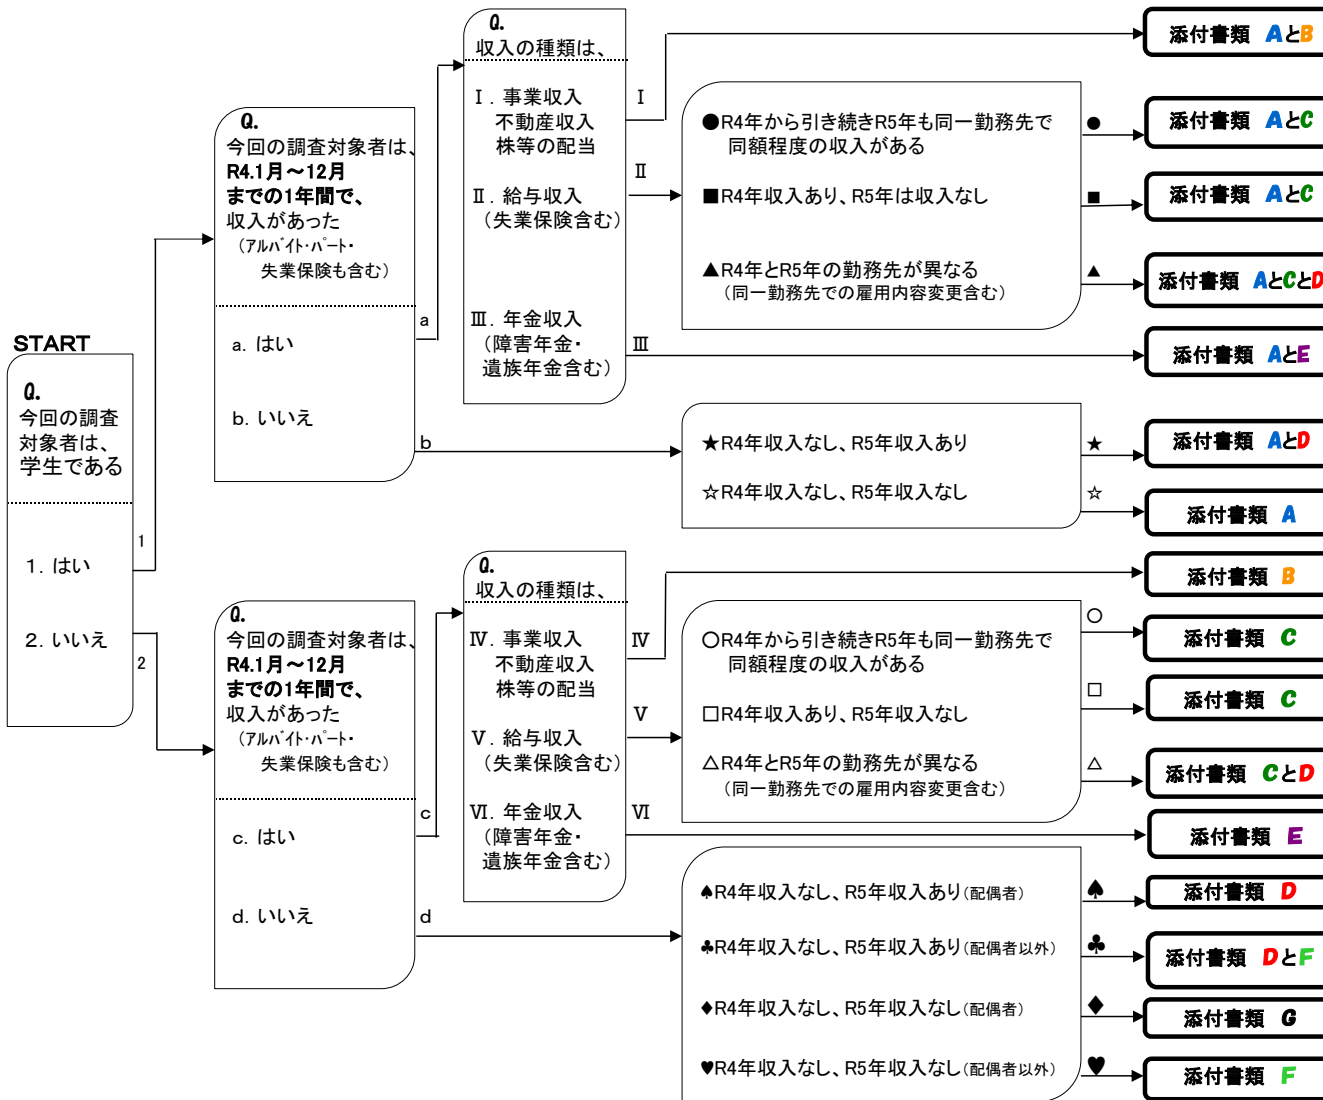 START
Q.
今回の調査
対象者は、
学生である
1. はい
2. いいえ
1
2
Q.
今回の調査対象者は、
R4.1月～12月
までの1年間で、
収入があった
（アルバイト・パート・
失業保険も含む）
a. はい
b. いいえ
a
b
Q.
収入の種類は、
Ⅰ. 事業収入
不動産収入
株等の配当
Ⅱ. 給与収入
（失業保険含む）
Ⅲ. 年金収入
（障害年金・
遺族年金含む）
Ⅰ
Ⅱ
Ⅲ
●R4年から引き続きR5年も同一勤務先で
同額程度の収入がある
■R4年収入あり、R5年は収入なし
▲R4年とR5年の勤務先が異なる
（同一勤務先での雇用内容変更含む）
●
■
▲
★R4年収入なし、R5年収入あり
☆R4年収入なし、R5年収入なし
★
☆
添付書類 AとB
添付書類 AとC
添付書類 AとC
添付書類 AとCとD
添付書類 AとE
添付書類 AとD
添付書類 A
Q.
今回の調査対象者は、
R4.1月～12月
までの1年間で、
収入があった
（アルバイト・パート・
失業保険も含む）
c. はい
d. いいえ
c
d
Q.
収入の種類は、
Ⅳ. 事業収入
不動産収入
株等の配当
Ⅴ. 給与収入
（失業保険含む）
Ⅵ. 年金収入
（障害年金・
遺族年金含む）
Ⅳ
Ⅴ
Ⅵ
○R4年から引き続きR5年も同一勤務先で
同額程度の収入がある
□R4年収入あり、R5年収入なし
△R4年とR5年の勤務先が異なる
（同一勤務先での雇用内容変更含む）
○
□
△
♠R4年収入なし、R5年収入あり（配偶者）
♣R4年収入なし、R5年収入あり（配偶者以外）
♦R4年収入なし、R5年収入なし（配偶者）
♥R4年収入なし、R5年収入なし（配偶者以外）
♠
♣
♦
♥
添付書類 B
添付書類 C
添付書類 C
添付書類 CとD
添付書類 E
添付書類 D
添付書類 DとF
添付書類 G
添付書類 F